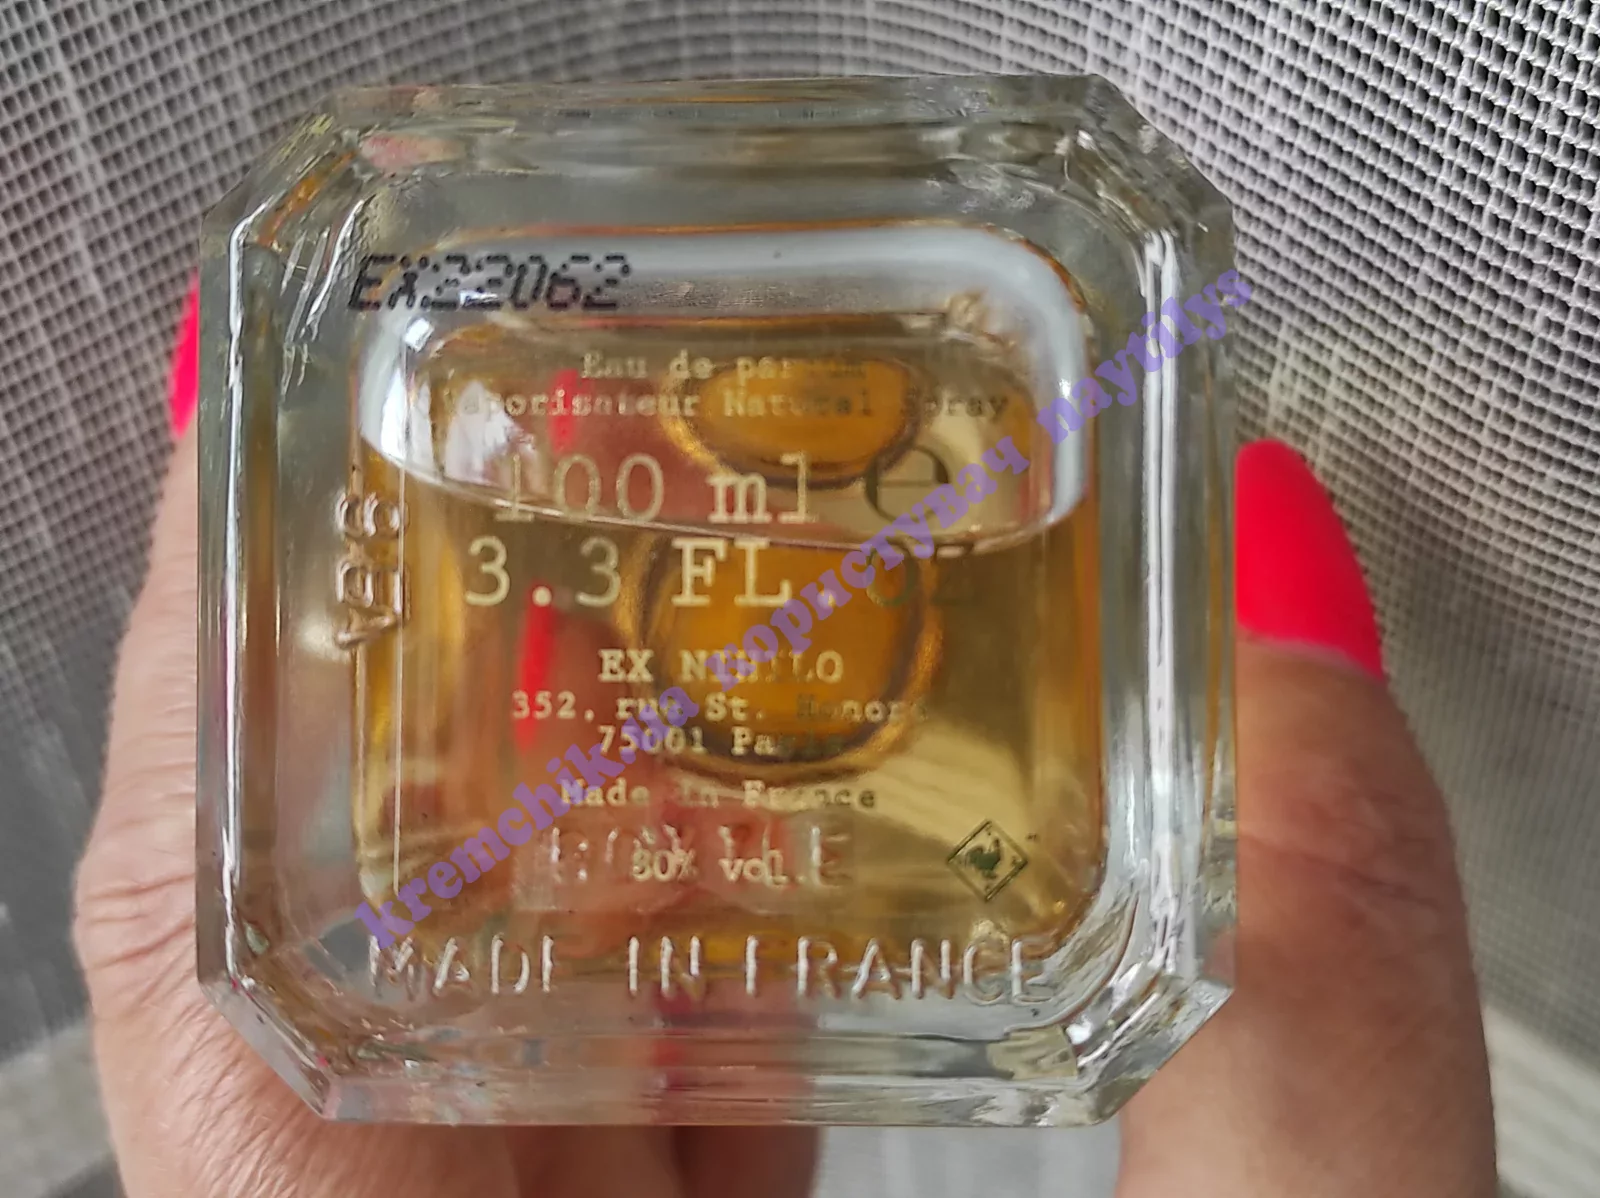 EX22062
Eau de parfum
Vaporisateur Natural Spray
100 ml e
3.3 FL. oz
EX NIHILO
352, rue St. Honoré
75001 Paris
Made in France
80% vol.
MADE IN FRANCE
kremchik.ua користувач nayulys